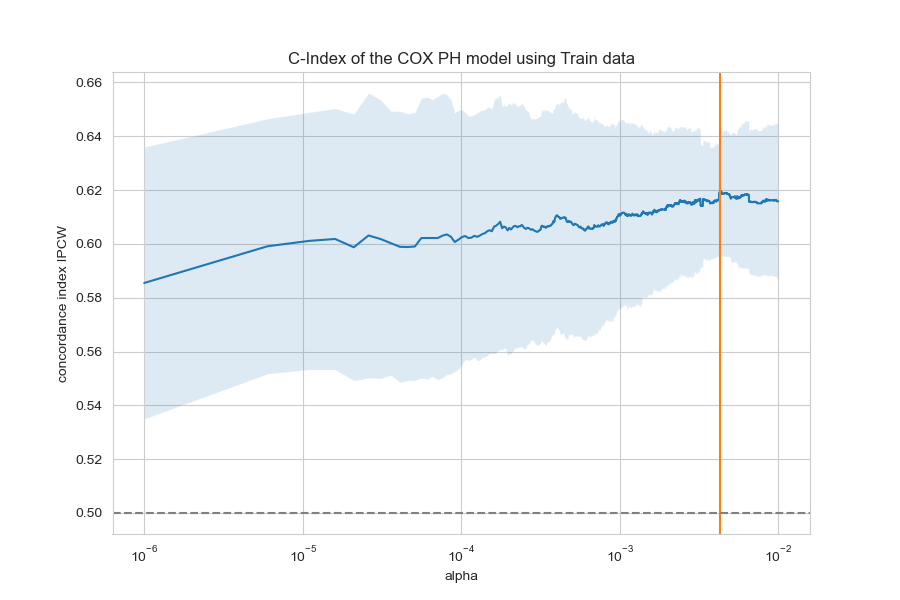 C-Index of the COX PH model using Train data
concordance index IPCW
0.66
0.64
0.62
0.60
0.58
0.56
0.54
0.52
0.50
10⁻⁶ 10⁻⁵ 10⁻⁴ 10⁻³ 10⁻²
alpha